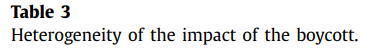 Table 3
Heterogeneity of the impact of the boycott.